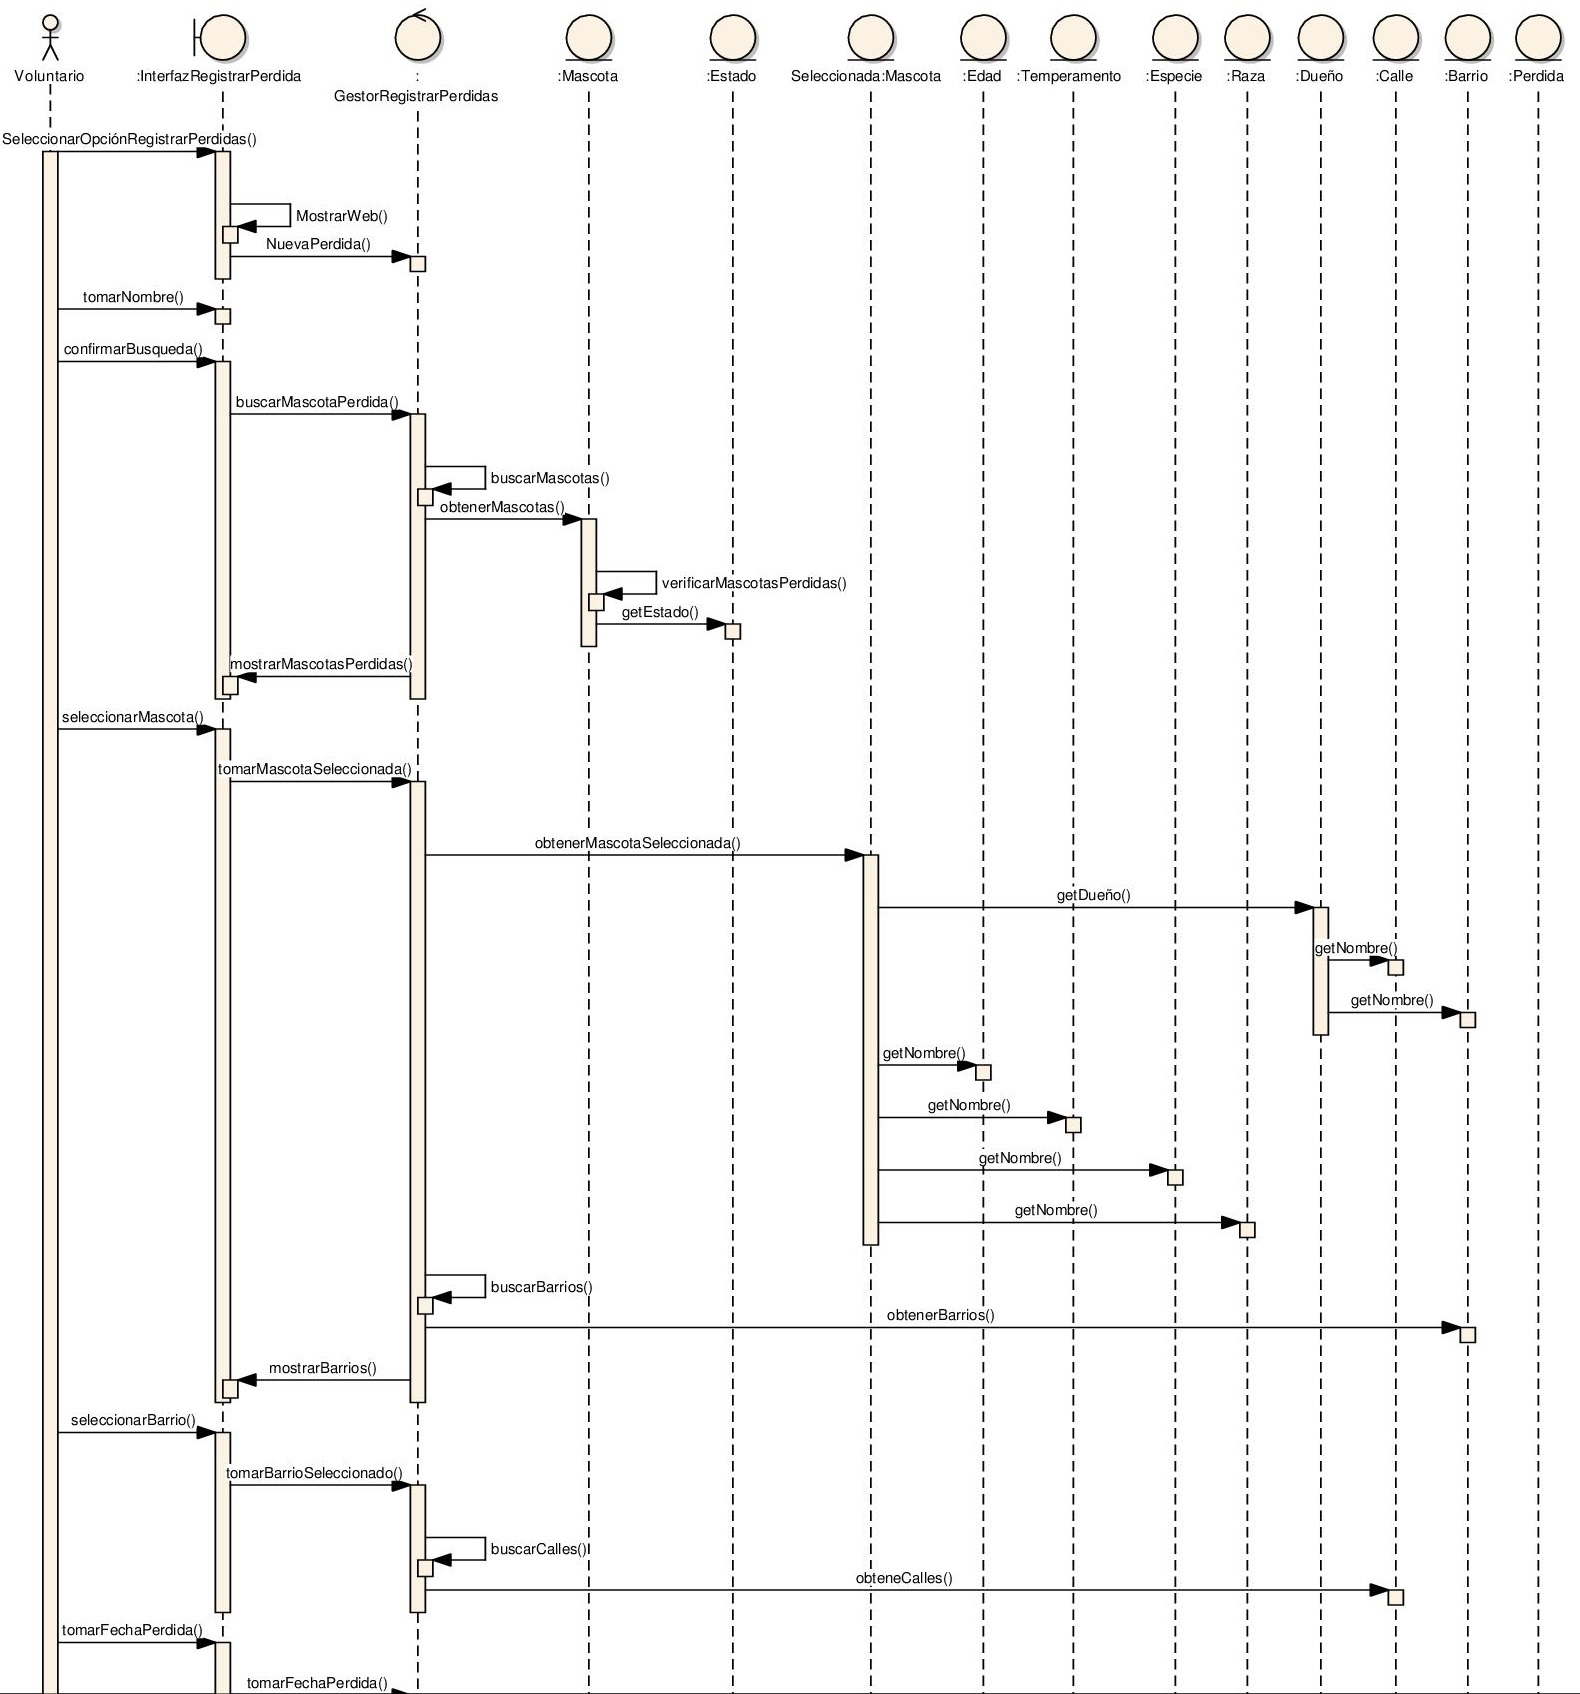 Voluntario
:InterfazRegistrarPerdida
:
GestorRegistrarPerdidas
:Mascota
:Estado
Seleccionada:Mascota
:Edad
:Temperamento
:Especie
:Raza
:Dueño
:Calle
:Barrio
:Perdida
SeleccionarOpciónRegistrarPerdidas()
MostrarWeb()
NuevaPerdida()
tomarNombre()
confirmarBusqueda()
buscarMascotaPerdida()
buscarMascotas()
obtenerMascotas()
verificarMascotasPerdidas()
getEstado()
mostrarMascotasPerdidas()
seleccionarMascota()
tomarMascotaSeleccionada()
obtenerMascotaSeleccionada()
getDueño()
getNombre()
getNombre()
getNombre()
getNombre()
getNombre()
getNombre()
buscarBarrios()
obtenerBarrios()
mostrarBarrios()
seleccionarBarrio()
tomarBarrioSeleccionado()
buscarCalles()
obteneCalles()
tomarFechaPerdida()
tomarFechaPerdida()